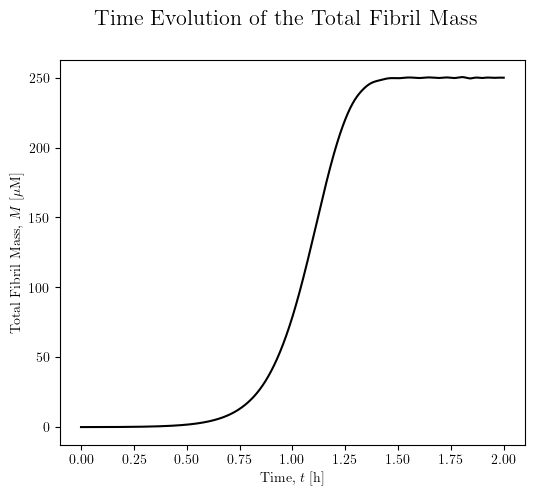 Time Evolution of the Total Fibril Mass
Total Fibril Mass, M [μM]
250
200
150
100
50
0
0.00 0.25 0.50 0.75 1.00 1.25 1.50 1.75 2.00
Time, t [h]